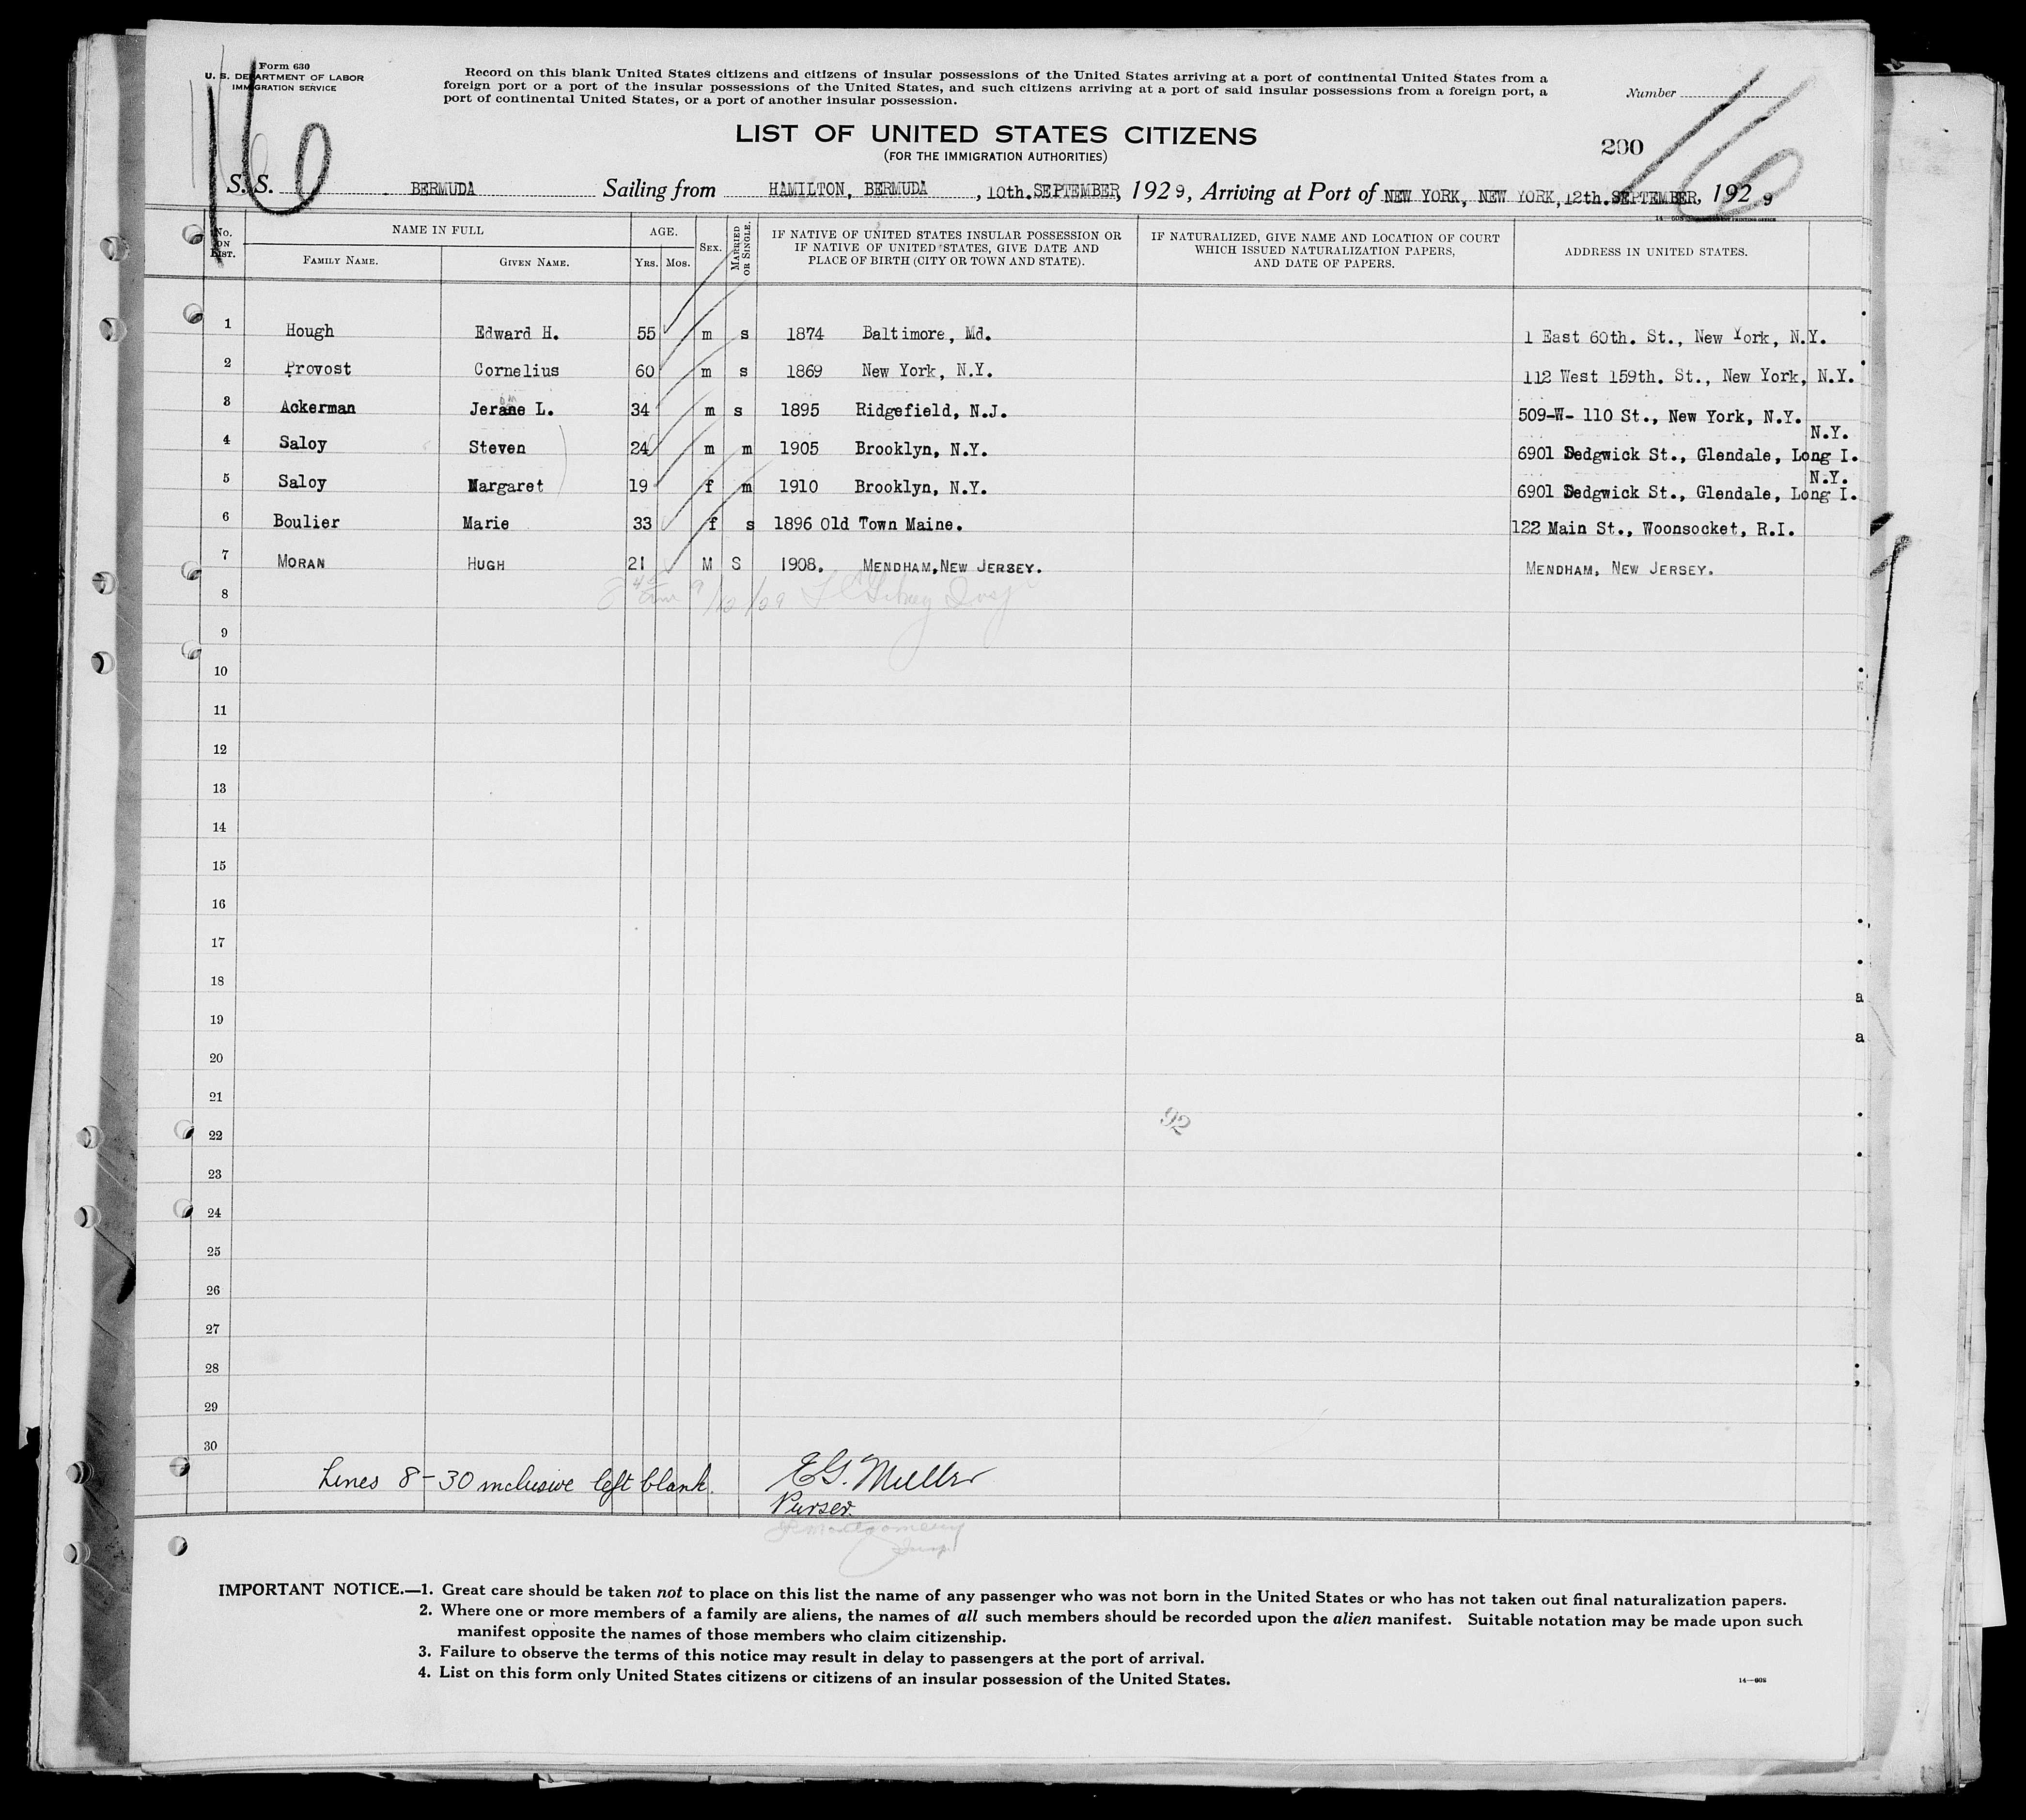 Form 630
U. S. DEPARTMENT OF LABOR
IMMIGRATION SERVICE
Record on this blank United States citizens and citizens of insular possessions of the United States arriving at a port of continental United States from a
foreign port or a port of the insular possessions of the United States, and such citizens arriving at a port of said insular possessions from a foreign port, a
port of continental United States, or a port of another insular possession.
Number
LIST OF UNITED STATES CITIZENS
(FOR THE IMMIGRATION AUTHORITIES)
200
16
116
S. S. BERMUDA Sailing from HAMILTON, BERMUDA, 10th. SEPTEMBER, 1929, Arriving at Port of NEW YORK, NEW YORK, 12th. SEPTEMBER, 1929
No. ON LIST. NAME IN FULL AGE. SEX. MARRIED OR SINGLE. IF NATIVE OF UNITED STATES INSULAR POSSESSION OR IF NATIVE OF UNITED STATES, GIVE DATE AND PLACE OF BIRTH (CITY OR TOWN AND STATE). IF NATURALIZED, GIVE NAME AND LOCATION OF COURT WHICH ISSUED NATURALIZATION PAPERS, AND DATE OF PAPERS. ADDRESS IN UNITED STATES.
FAMILY NAME. GIVEN NAME. YRS. MOS.
1 Hough Edward H. 55 m s 1874 Baltimore, Md. 1 East 60th. St., New York, N.Y.
2 Provost Cornelius 60 m s 1869 New York, N.Y. 112 West 159th. St., New York, N.Y.
3 Ackerman Jerane L. 34 m s 1895 Ridgefield, N.J. 509-W- 110 St., New York, N.Y.
4 Saloy Steven 24 m m 1905 Brooklyn, N.Y. 6901 Sedgwick St., Glendale, Long I. N.Y.
5 Saloy Margaret 19 f m 1910 Brooklyn, N.Y. 6901 Sedgwick St., Glendale, Long I. N.Y.
6 Boulier Marie 33 f s 1896 Old Town Maine. 122 Main St., Woonsocket, R.I.
7 MORAN HUGH 21 M S 1908. MENDHAM, NEW JERSEY. MENDHAM, NEW JERSEY.
8 9/12/29
9
10
11
12
13
14
15
16
17
18
19
20
21
22
92
23
24
25
26
27
28
29
30
Lines 8-30 inclusive left blank. E G. Muller
Purser.
Montgomery
Insp.
IMPORTANT NOTICE.—1. Great care should be taken not to place on this list the name of any passenger who was not born in the United States or who has not taken out final naturalization papers.
2. Where one or more members of a family are aliens, the names of all such members should be recorded upon the alien manifest. Suitable notation may be made upon such
manifest opposite the names of those members who claim citizenship.
3. Failure to observe the terms of this notice may result in delay to passengers at the port of arrival.
4. List on this form only United States citizens or citizens of an insular possession of the United States.
14—608